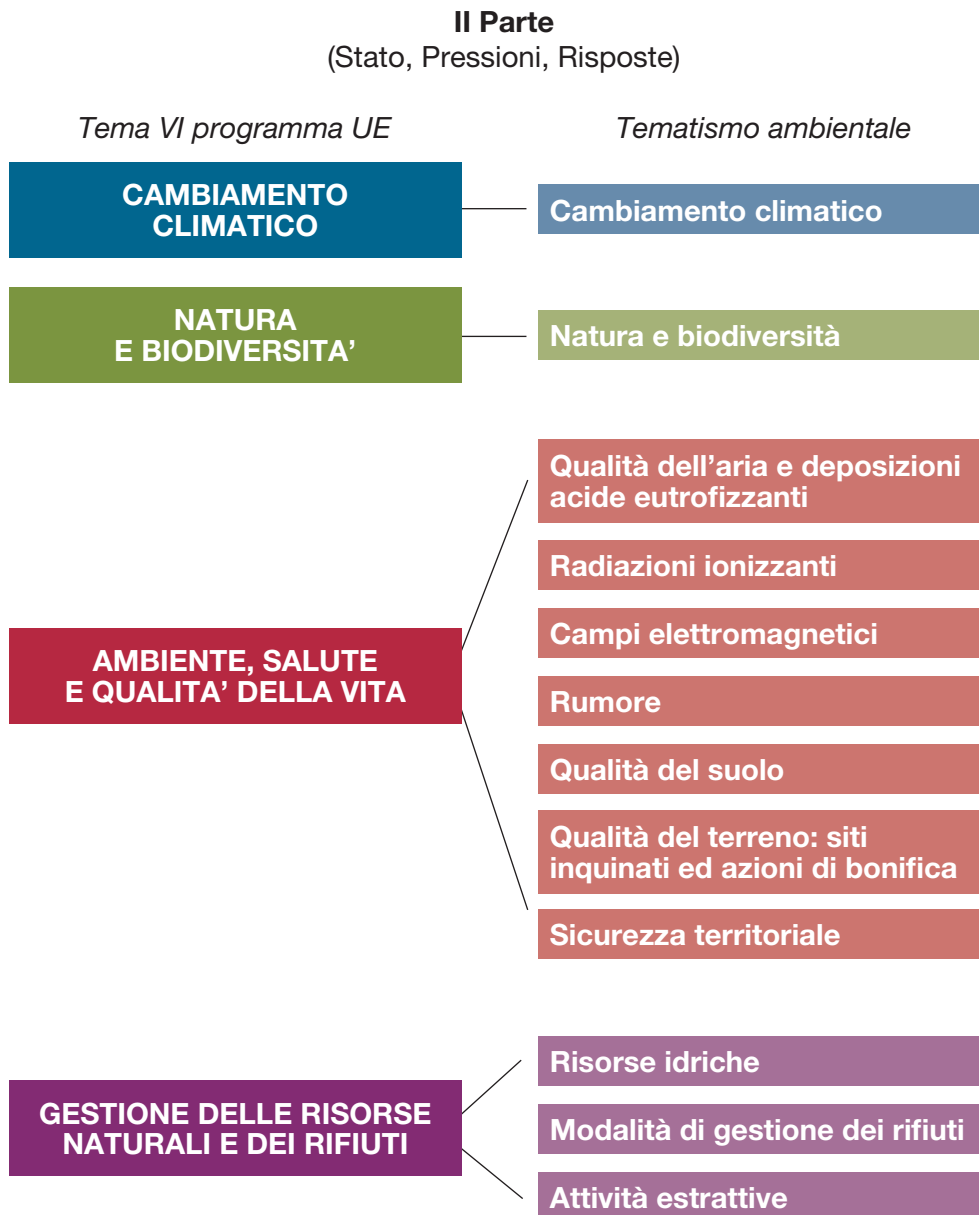 II Parte
(Stato, Pressioni, Risposte)
Tema VI programma UE
Tematismo ambientale
CAMBIAMENTO
CLIMATICO
Cambiamento climatico
NATURA
E BIODIVERSITA’
Natura e biodiversità
AMBIENTE, SALUTE
E QUALITA’ DELLA VITA
Qualità dell’aria e deposizioni
acide eutrofizzanti
Radiazioni ionizzanti
Campi elettromagnetici
Rumore
Qualità del suolo
Qualità del terreno: siti
inquinati ed azioni di bonifica
Sicurezza territoriale
GESTIONE DELLE RISORSE
NATURALI E DEI RIFIUTI
Risorse idriche
Modalità di gestione dei rifiuti
Attività estrattive